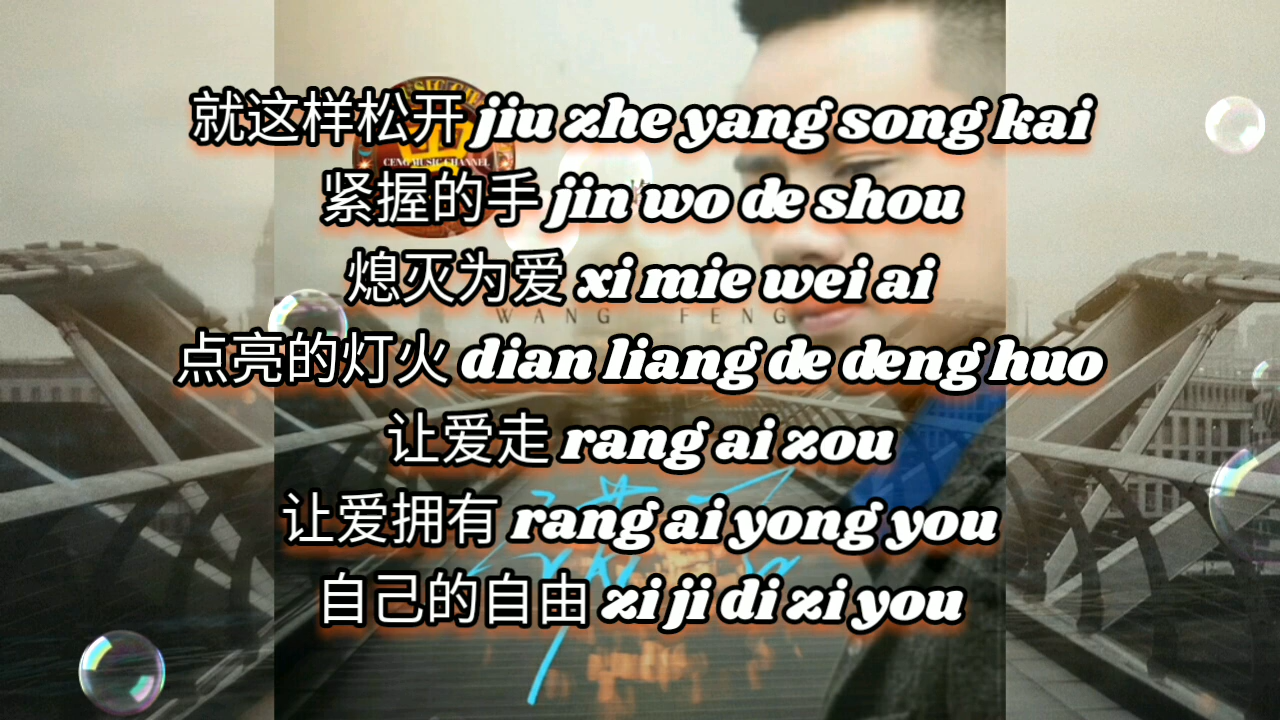 就这样松开 jiu zhe yang song kai
紧握的手 jin wo de shou
熄灭为爱 xi mie wei ai
点亮的灯火 dian liang de deng huo
让爱走 rang ai zou
让爱拥有 rang ai yong you
自己的自由 zi ji di zi you
CENG MUSIC CHANNEL
WANG FENG